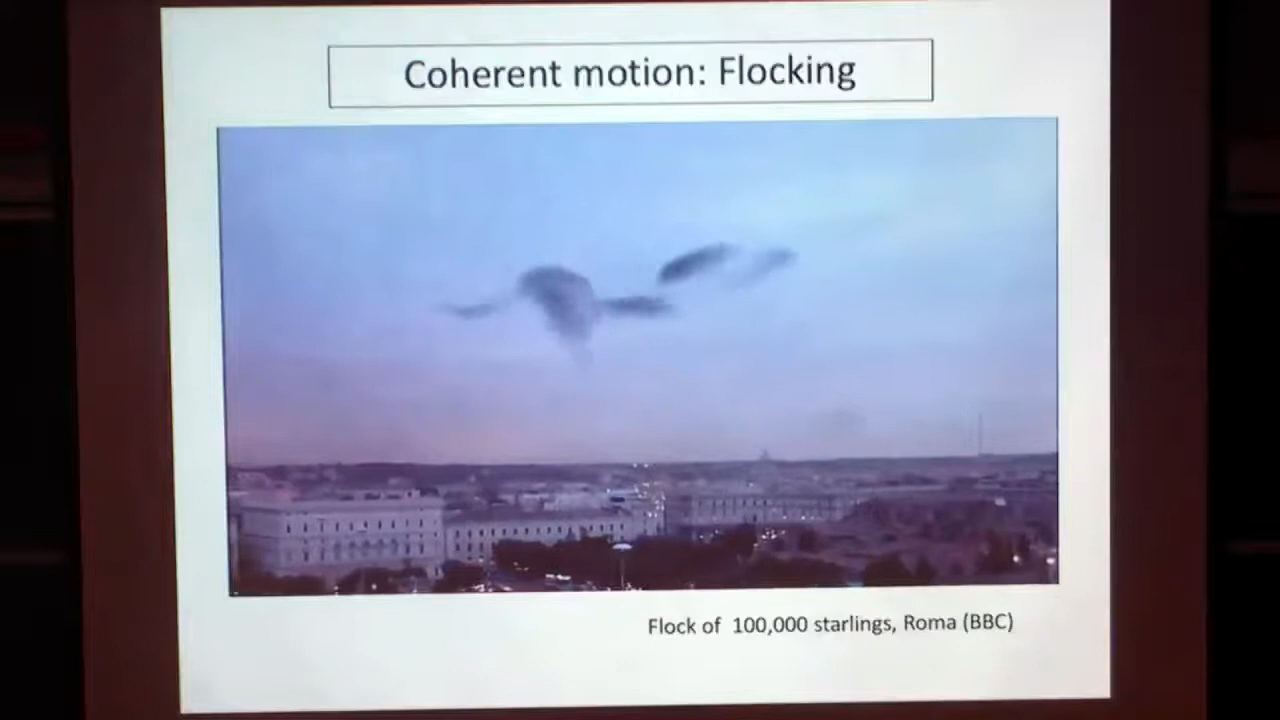 Coherent motion: Flocking
Flock of 100,000 starlings, Roma (BBC)